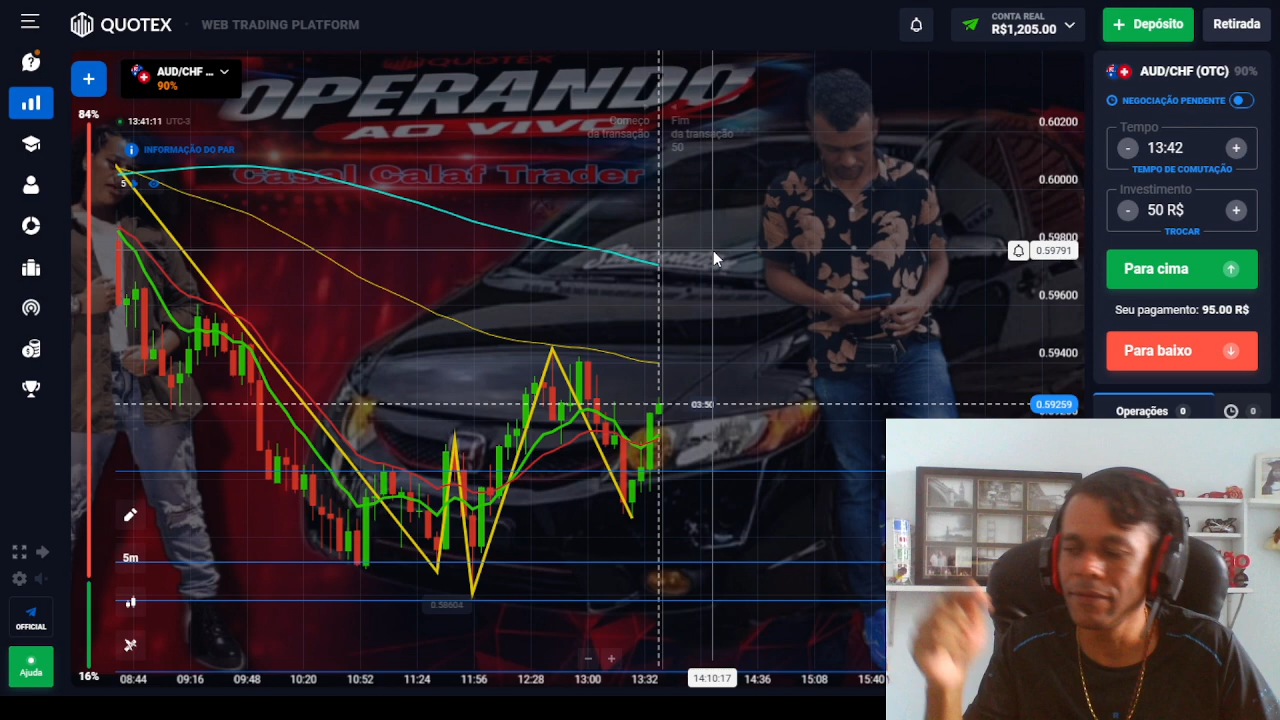 QUOTEX
WEB TRADING PLATFORM
CONTA REAL
R$1,205.00
+ Depósito
Retirada
+
AUD/CHF ...
90%
AUD/CHF (OTC) 90%
84%
13:41:11 UTC-3
INFORMAÇÃO DO PAR
5
QUOTEX
OPERANDO
AO VIVO
Casal Calaf Trader
Começo
da transação
Fim
da transação
50
NEGOCIAÇÃO PENDENTE
Tempo
- 13:42 +
TEMPO DE COMUTAÇÃO
Investimento
- 50 R$ +
TROCAR
Para cima
Seu pagamento: 95.00 R$
Para baixo
Operações 0
0
0.60200
0.60000
0.59800
0.59791
0.59600
0.59400
0.59259
03:50
0.58604
5m
OFFICIAL
Ajuda
16%
- +
08:44 09:16 09:48 10:20 10:52 11:24 11:56 12:28 13:00 13:32 14:10:17 14:36 15:08 15:40